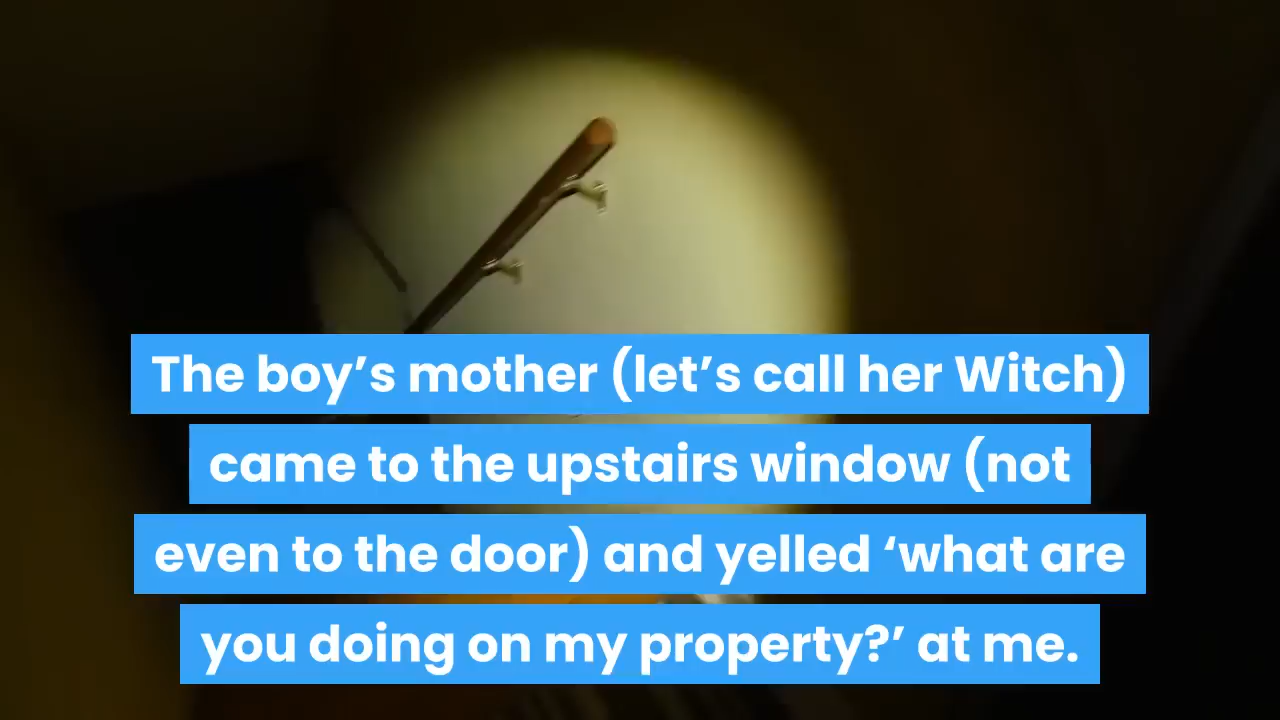 The boy’s mother (let’s call her Witch)
came to the upstairs window (not
even to the door) and yelled ‘what are
you doing on my property?’ at me.